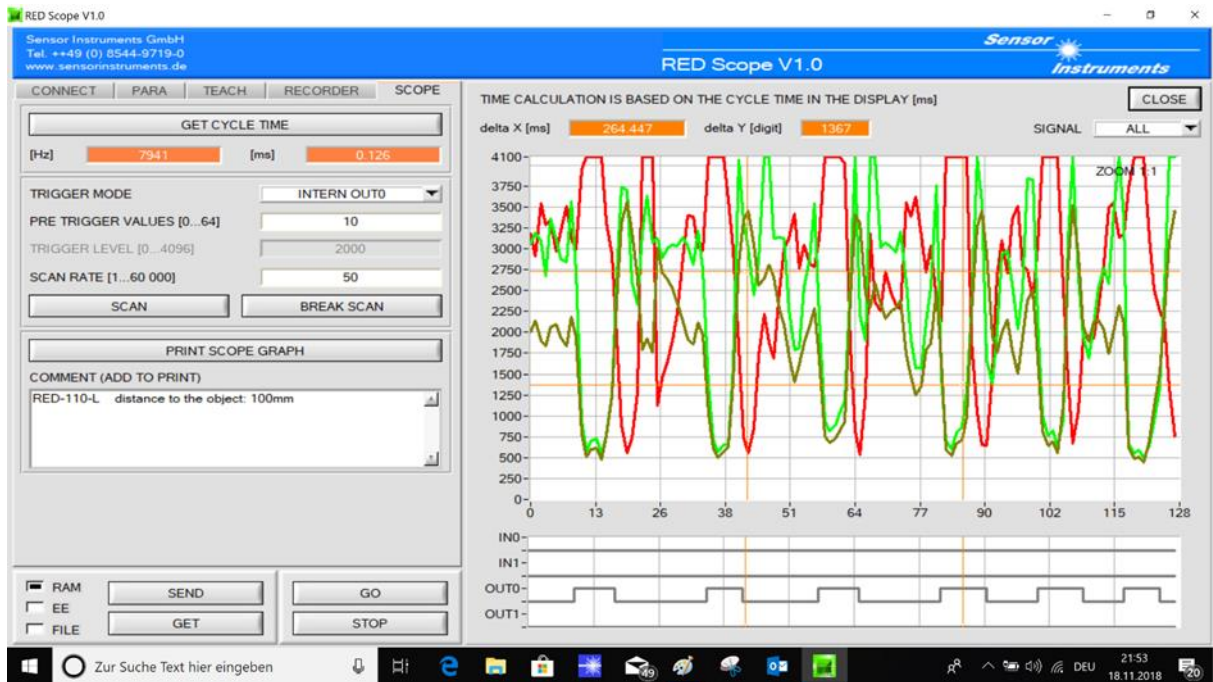 RED Scope V1.0
Sensor Instruments GmbH
Tel. ++49 (0) 8544-9719-0
www.sensorinstruments.de
RED Scope V1.0
Sensor
Instruments
CONNECT PARA TEACH RECORDER SCOPE
GET CYCLE TIME
[Hz] 7941 [ms] 0.126
TRIGGER MODE INTERN OUT0
PRE TRIGGER VALUES [0...64] 10
TRIGGER LEVEL [0...4096] 2000
SCAN RATE [1...60 000] 50
SCAN BREAK SCAN
PRINT SCOPE GRAPH
COMMENT (ADD TO PRINT)
RED-110-L distance to the object: 100mm
RAM
EE
FILE
SEND
GET
GO
STOP
TIME CALCULATION IS BASED ON THE CYCLE TIME IN THE DISPLAY [ms]
CLOSE
delta X [ms] 264.447 delta Y [digit] 1367
SIGNAL ALL
ZOOM 1:1
4100
3750
3500
3250
3000
2750
2500
2250
2000
1750
1500
1250
1000
750
500
250
0
0 13 26 38 51 64 77 90 102 115 128
IN0
IN1
OUT0
OUT1
Zur Suche Text hier eingeben
49
DEU
21:53
18.11.2018
20